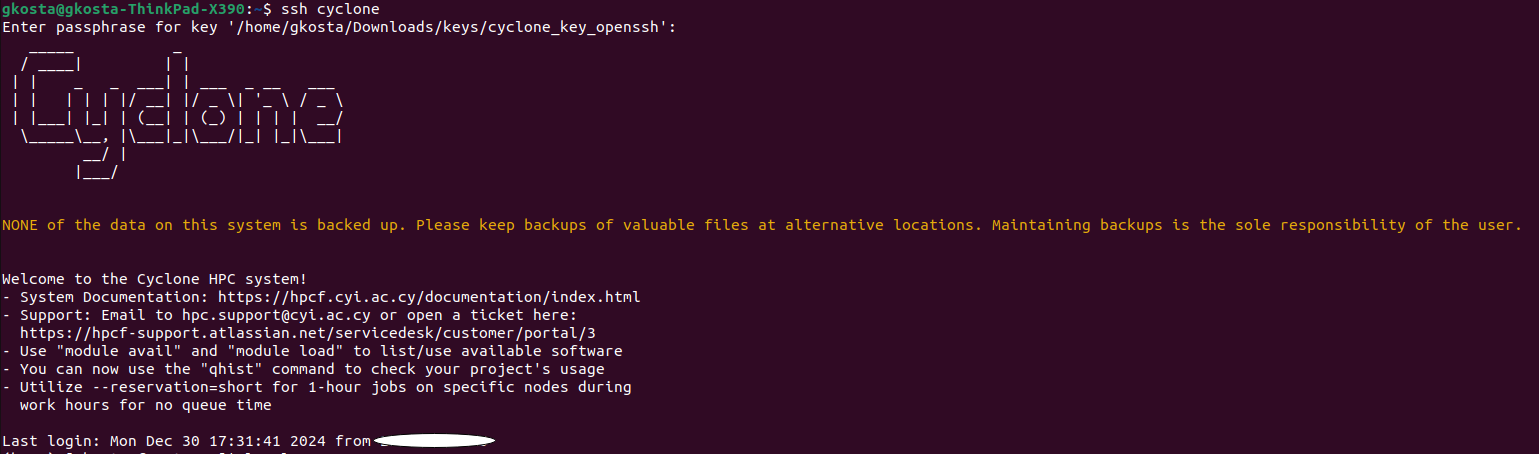 gkosta@gkosta-ThinkPad-X390:~$ ssh cyclone
Enter passphrase for key '/home/gkosta/Downloads/keys/cyclone_key_openssh':
Cyclone
NONE of the data on this system is backed up. Please keep backups of valuable files at alternative locations. Maintaining backups is the sole responsibility of the user.
Welcome to the Cyclone HPC system!
- System Documentation: https://hpcf.cyi.ac.cy/documentation/index.html
- Support: Email to hpc.support@cyi.ac.cy or open a ticket here:
https://hpcf-support.atlassian.net/servicedesk/customer/portal/3
- Use "module avail" and "module load" to list/use available software
- You can now use the "qhist" command to check your project's usage
- Utilize --reservation=short for 1-hour jobs on specific nodes during
work hours for no queue time
Last login: Mon Dec 30 17:31:41 2024 from